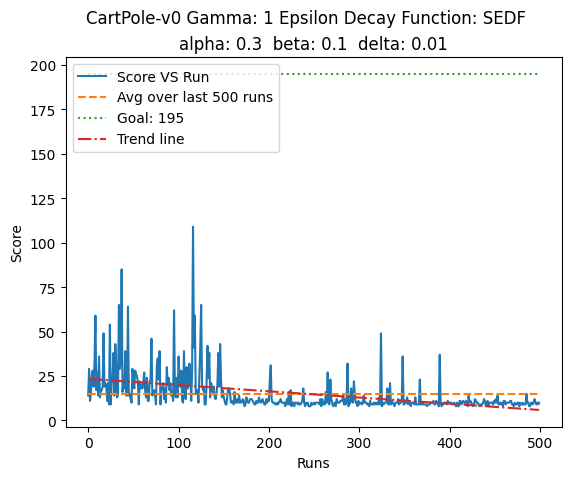 CartPole-v0 Gamma: 1 Epsilon Decay Function: SEDF
alpha: 0.3  beta: 0.1  delta: 0.01
Score VS Run
Avg over last 500 runs
Goal: 195
Trend line
200
175
150
125
100
75
50
25
0
Score
0 100 200 300 400 500
Runs